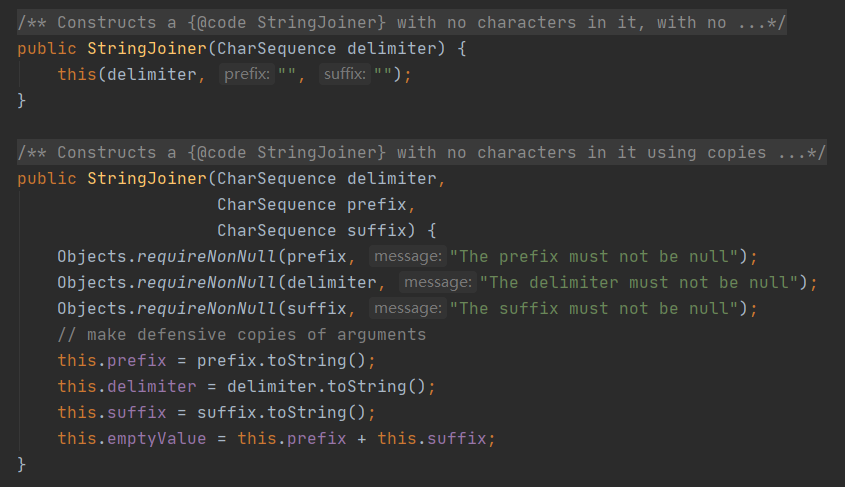 /** Constructs a {@code StringJoiner} with no characters in it, with no ...*/
public StringJoiner(CharSequence delimiter) {
    this(delimiter, prefix: "", suffix: "");
}

/** Constructs a {@code StringJoiner} with no characters in it using copies ...*/
public StringJoiner(CharSequence delimiter,
                    CharSequence prefix,
                    CharSequence suffix) {
    Objects.requireNonNull(prefix, message: "The prefix must not be null");
    Objects.requireNonNull(delimiter, message: "The delimiter must not be null");
    Objects.requireNonNull(suffix, message: "The suffix must not be null");
    // make defensive copies of arguments
    this.prefix = prefix.toString();
    this.delimiter = delimiter.toString();
    this.suffix = suffix.toString();
    this.emptyValue = this.prefix + this.suffix;
}